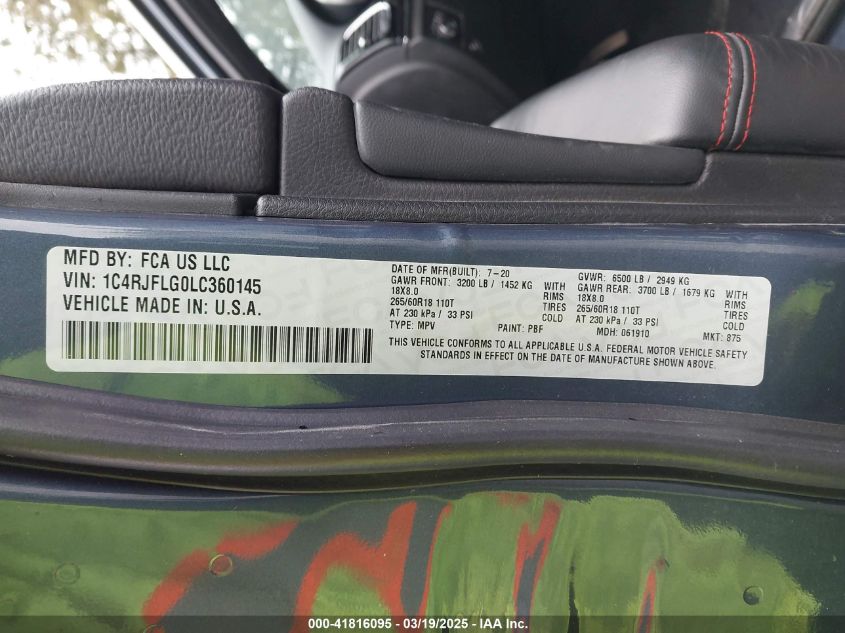 MFD BY: FCA US LLC
VIN: 1C4RJFLG0LC360145
VEHICLE MADE IN U.S.A.
DATE OF MFR(BUILT): 7-20
GAWR FRONT: 3200 LB / 1452 KG WITH
18X8.0 RIMS
265/60R18 110T TIRES
AT 230 kPa / 33 PSI COLD
TYPE: MPV PAINT: PBF
GVWR: 6500 LB / 2949 KG
GAWR REAR: 3700 LB / 1679 KG WITH
18X8.0 RIMS
265/60R18 110T TIRES
AT 230 kPa / 33 PSI COLD
MDH: 061910 MKT: 875
THIS VEHICLE CONFORMS TO ALL APPLICABLE U.S.A. FEDERAL MOTOR VEHICLE SAFETY
STANDARDS IN EFFECT ON THE DATE OF MANUFACTURE SHOWN ABOVE.
000-41816095 - 03/19/2025 - IAA Inc.